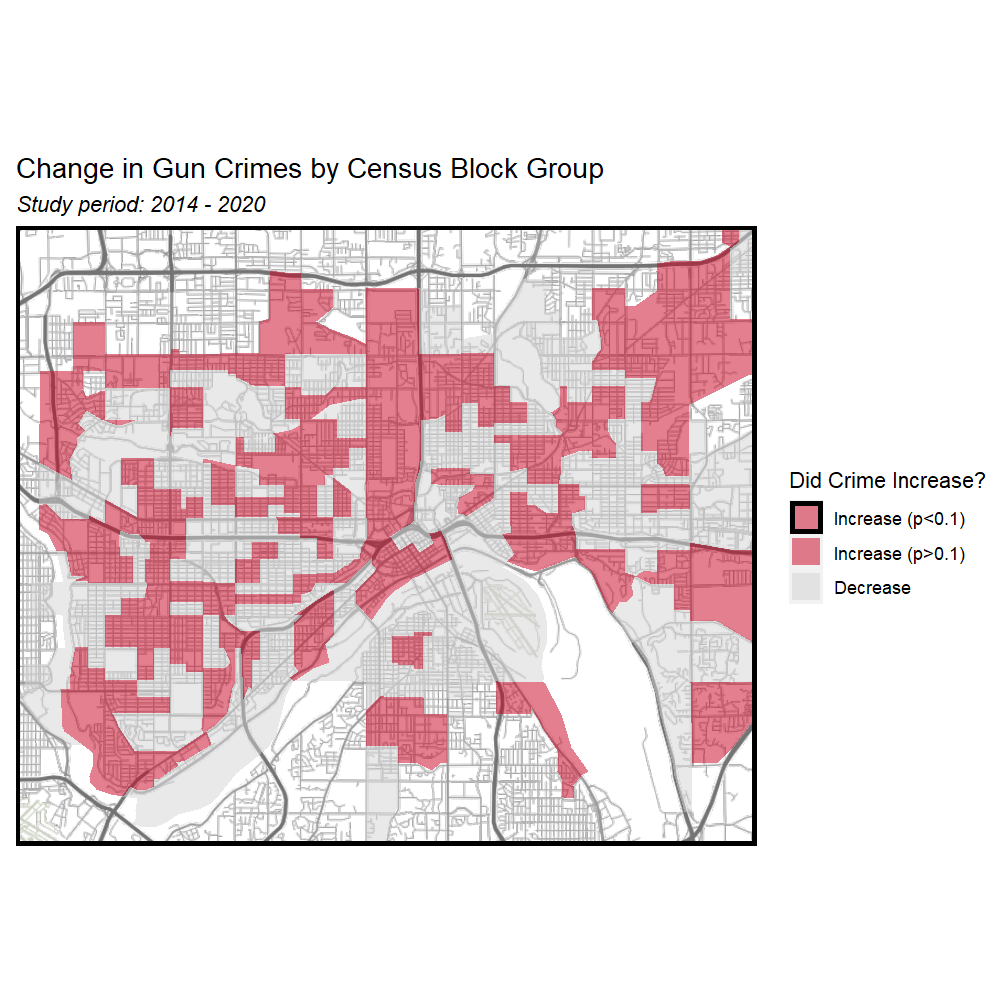 Change in Gun Crimes by Census Block Group
Study period: 2014 - 2020
Did Crime Increase?
Increase (p<0.1)
Increase (p>0.1)
Decrease